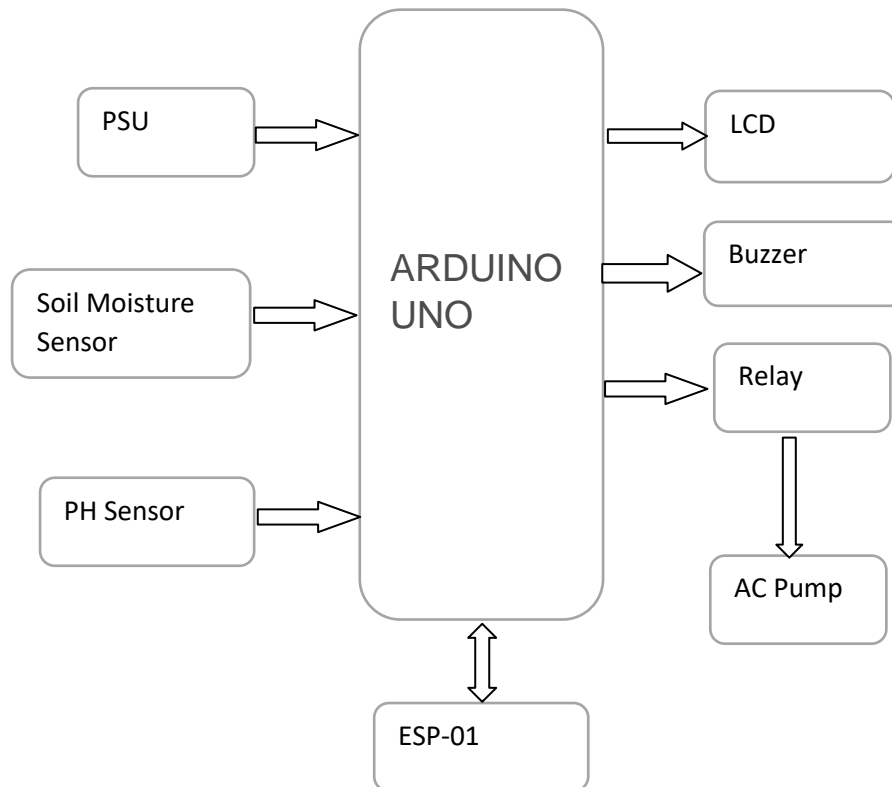 PSU
Soil Moisture
Sensor
PH Sensor
ARDUINO
UNO
LCD
Buzzer
Relay
AC Pump
ESP-01